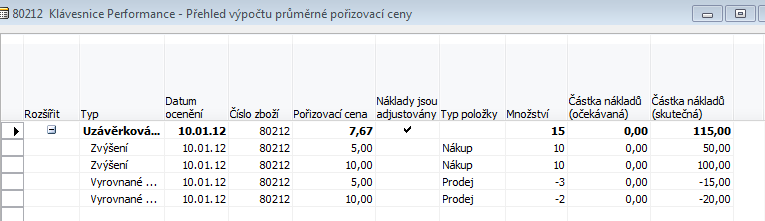 80212 Klávesnice Performance - Přehled výpočtu průměrné pořizovací ceny
Rozšířit Typ Datum ocenění Číslo zboží Pořizovací cena Náklady jsou adjustovány Typ položky Množství Částka nákladů (očekávaná) Částka nákladů (skutečná)
Uzávěrková... 10.01.12 80212 7,67 ✔ 15 0,00 115,00
Zvýšení 10.01.12 80212 5,00 Nákup 10 0,00 50,00
Zvýšení 10.01.12 80212 10,00 Nákup 10 0,00 100,00
Vyrovnané ... 10.01.12 80212 5,00 Prodej -3 0,00 -15,00
Vyrovnané ... 10.01.12 80212 10,00 Prodej -2 0,00 -20,00